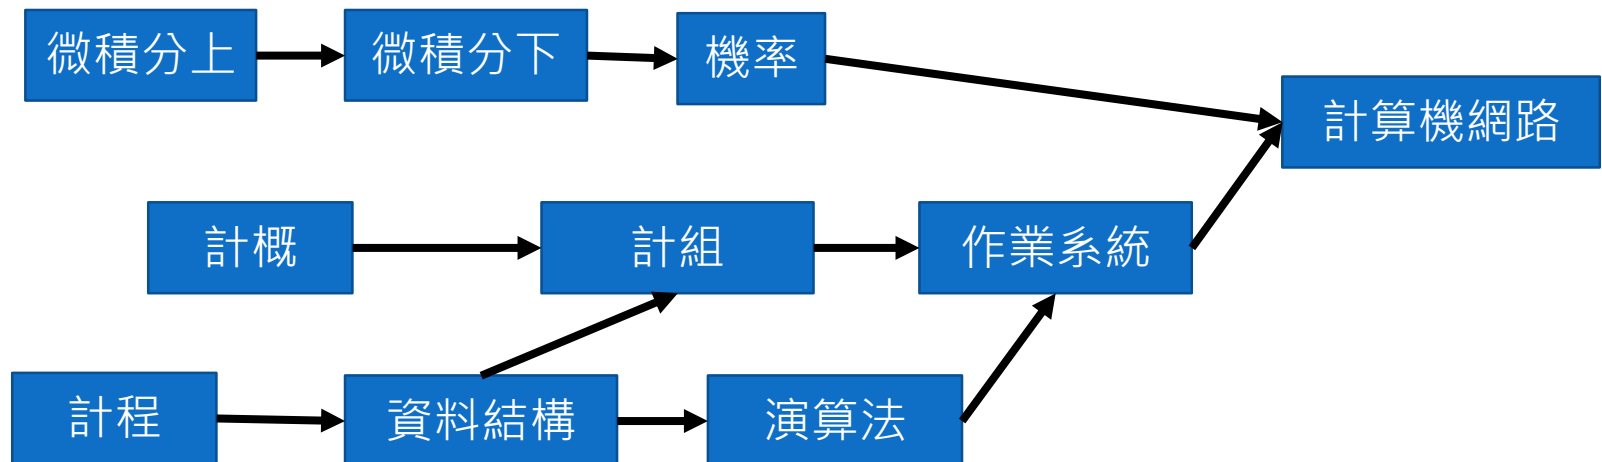 微積分上
微積分下
機率
計算機網路
計概
計組
作業系統
計程
資料結構
演算法